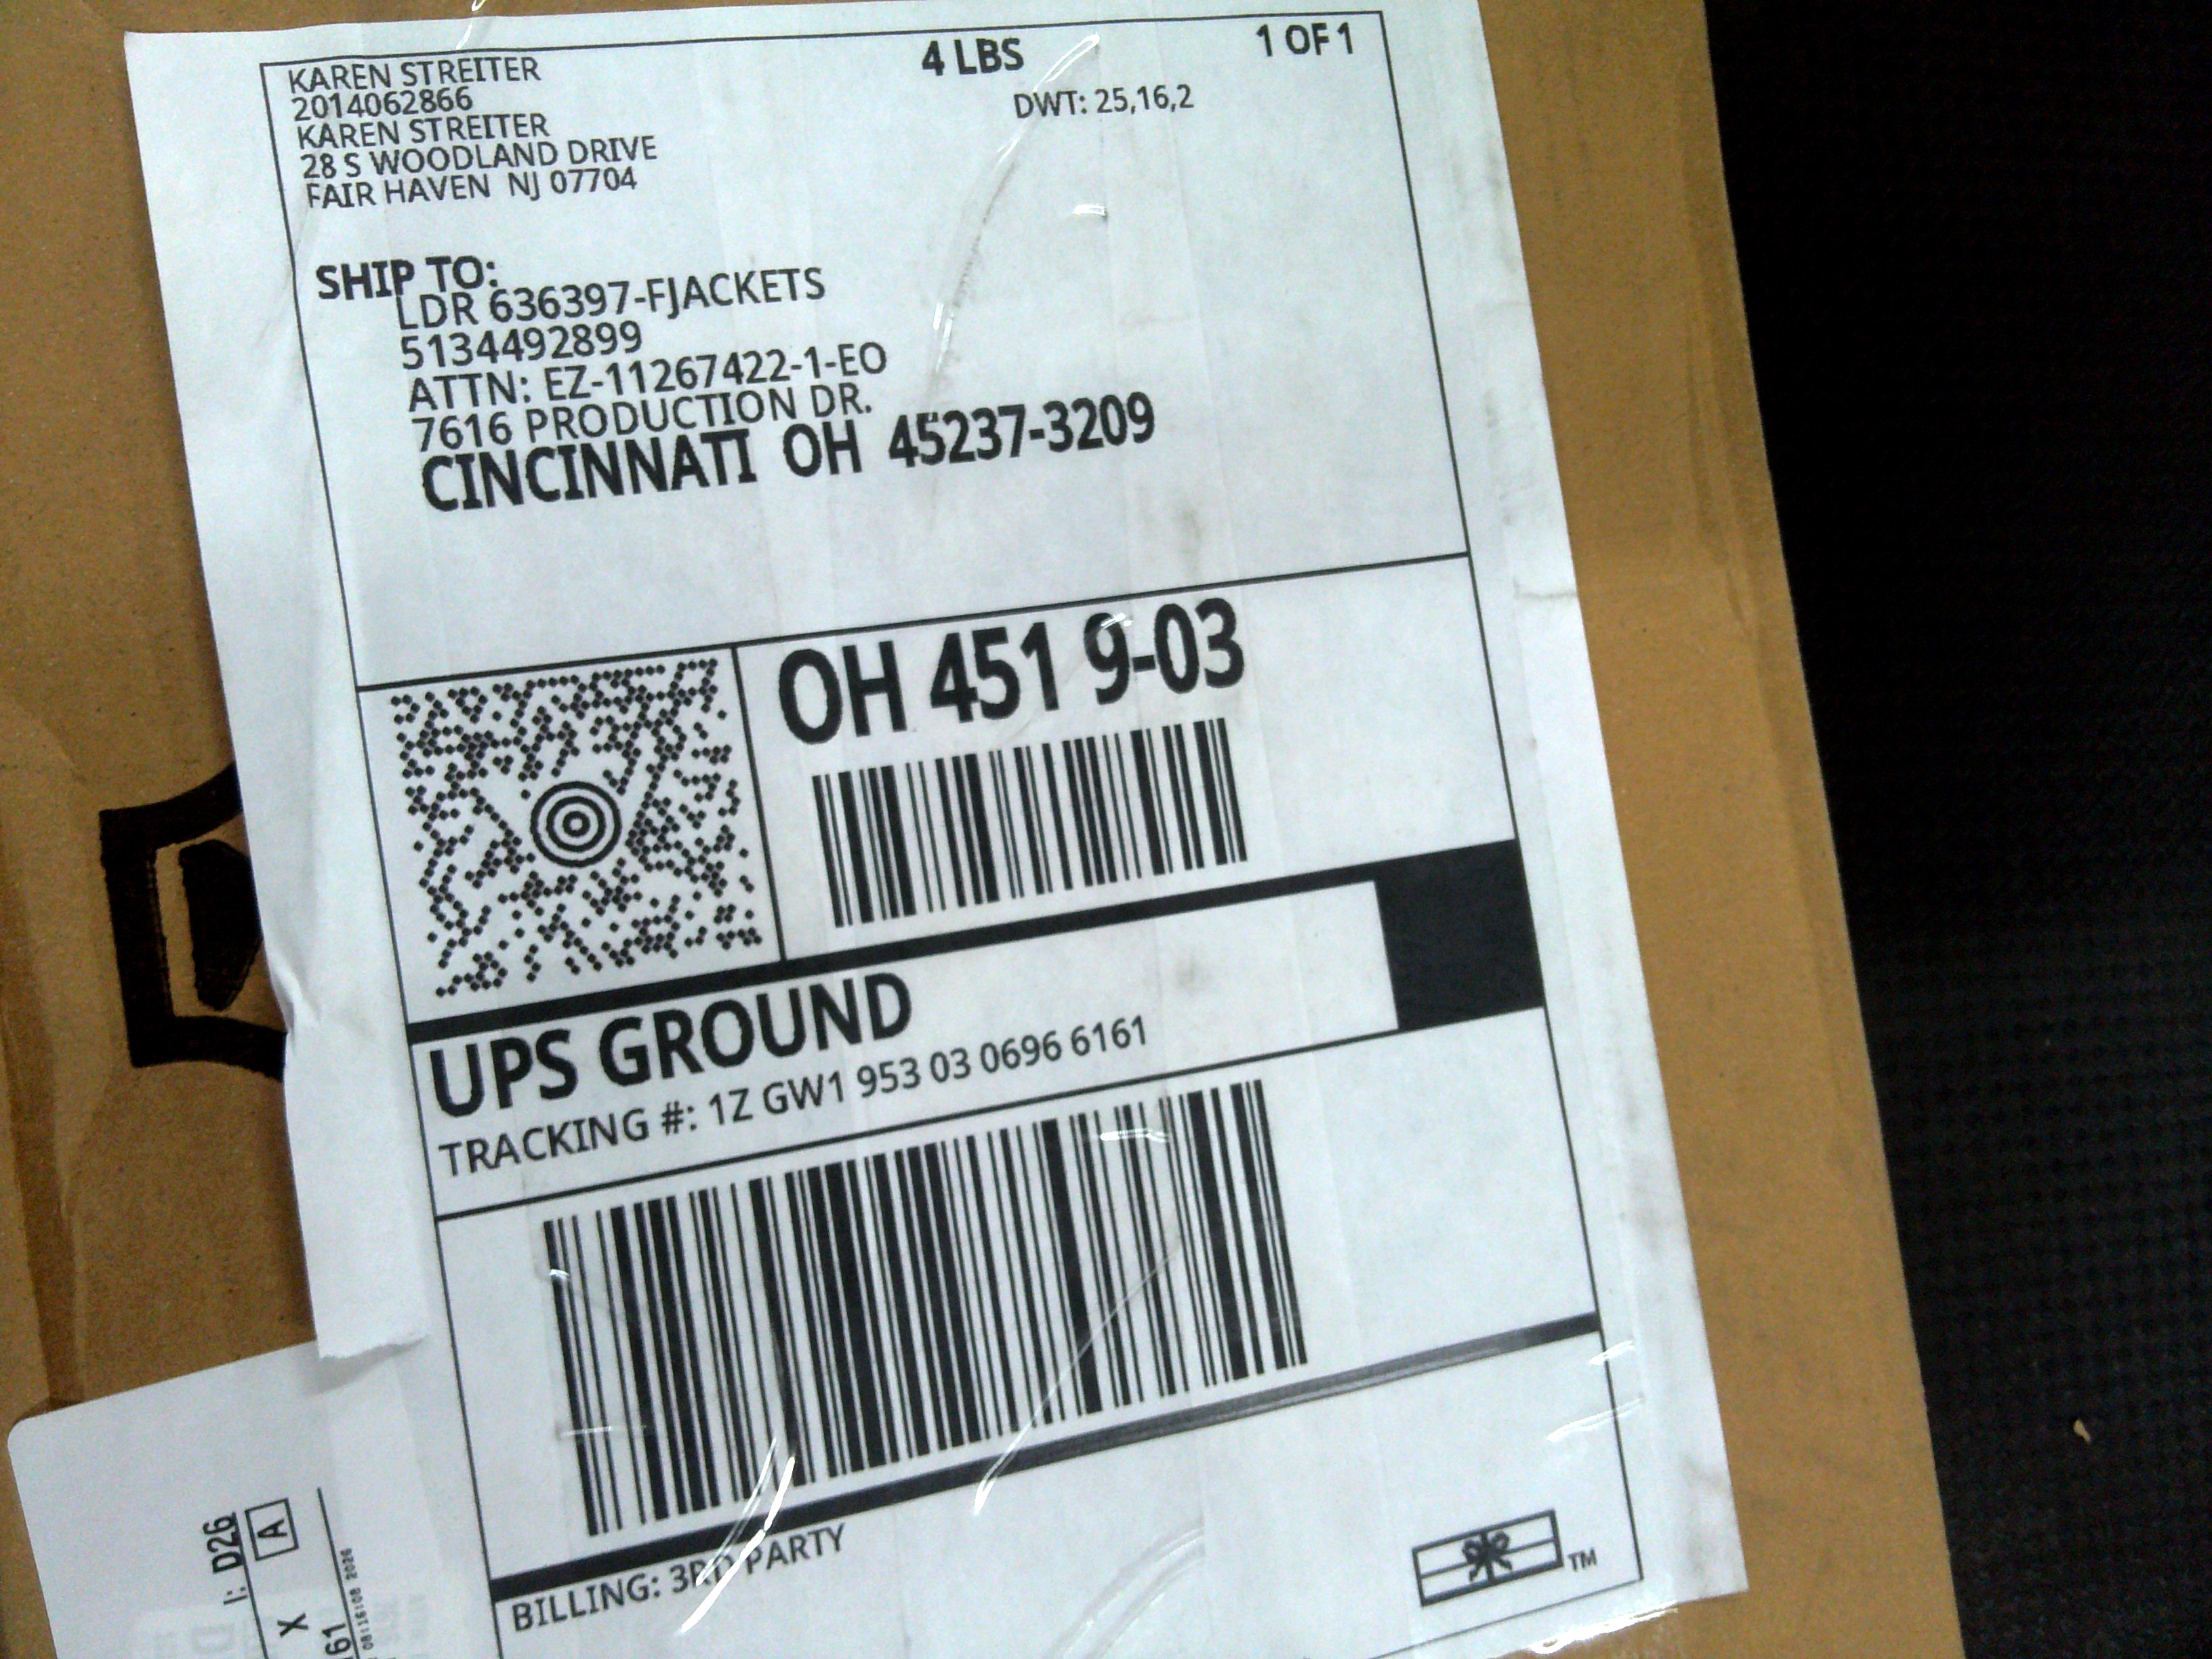 KAREN STREITER
2014062866
KAREN STREITER
28 S WOODLAND DRIVE
FAIR HAVEN NJ 07704
4 LBS
1 OF 1
DWT: 25,16,2
SHIP TO:
LDR 636397-FJACKETS
5134492899
ATTN: EZ-11267422-1-EO
7616 PRODUCTION DR.
CINCINNATI OH 45237-3209
OH 451 9-03
UPS GROUND
TRACKING #: 1Z GW1 953 03 0696 6161
BILLING: 3RD PARTY
TM
I: D26
A
X